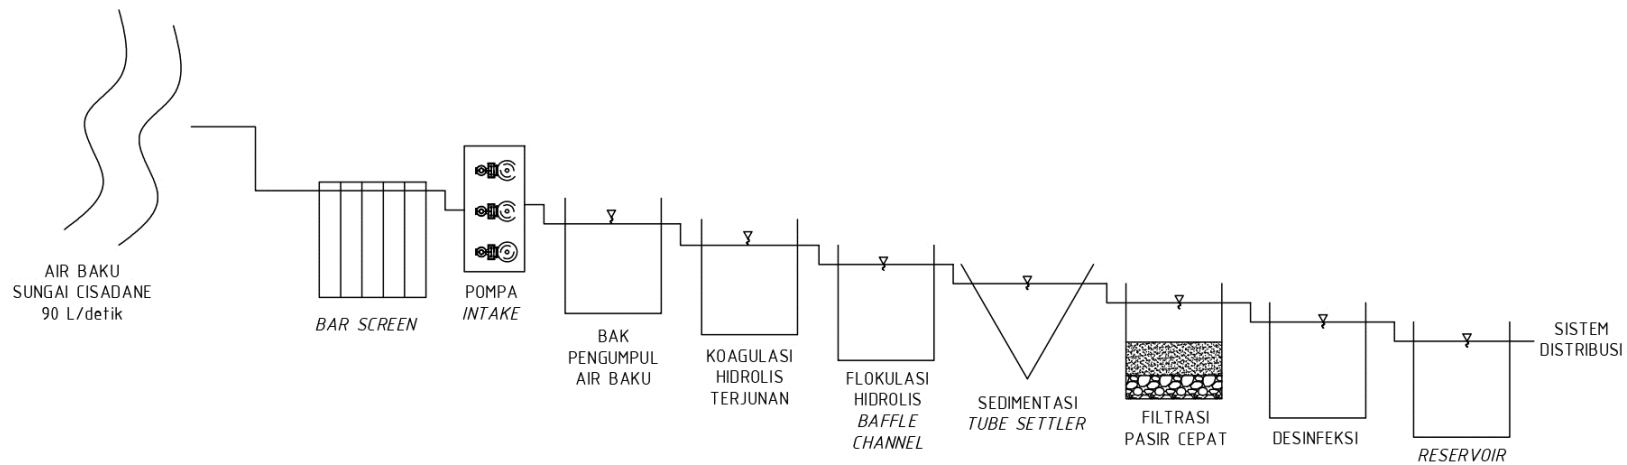 AIR BAKU
SUNGAI CISADANE
90 L/detik
BAR SCREEN
POMPA
INTAKE
BAK
PENGUMPUL
AIR BAKU
KOAGULASI
HIDROLIS
TERJUNAN
FLOKULASI
HIDROLIS
BAFFLE
CHANNEL
SEDIMENTASI
TUBE SETTLER
FILTRASI
PASIR CEPAT
DESINFEKSI
RESERVOIR
SISTEM
DISTRIBUSI